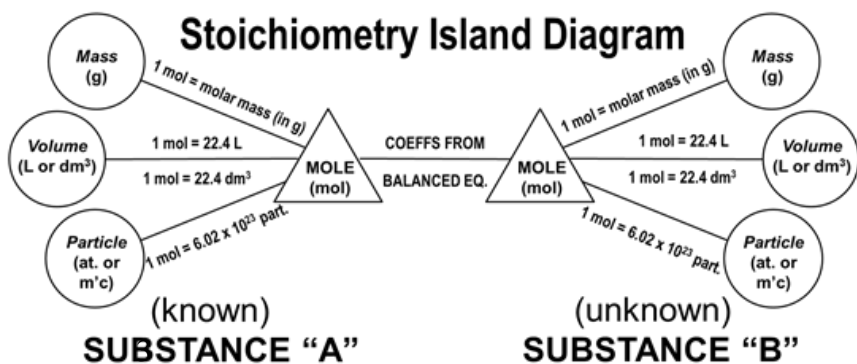 Stoichiometry Island Diagram
Mass
(g)
1 mol = molar mass (in g)
Volume
(L or dm³)
1 mol = 22.4 L
1 mol = 22.4 dm³
Particle
(at. or
m'c)
1 mol = 6.02 x 10²³ part.
MOLE
(mol)
COEFFS FROM
BALANCED EQ.
MOLE
(mol)
1 mol = molar mass (in g)
Mass
(g)
1 mol = 22.4 L
1 mol = 22.4 dm³
Volume
(L or dm³)
1 mol = 6.02 x 10²³ part.
Particle
(at. or
m'c)
(known)
SUBSTANCE “A”
(unknown)
SUBSTANCE “B”